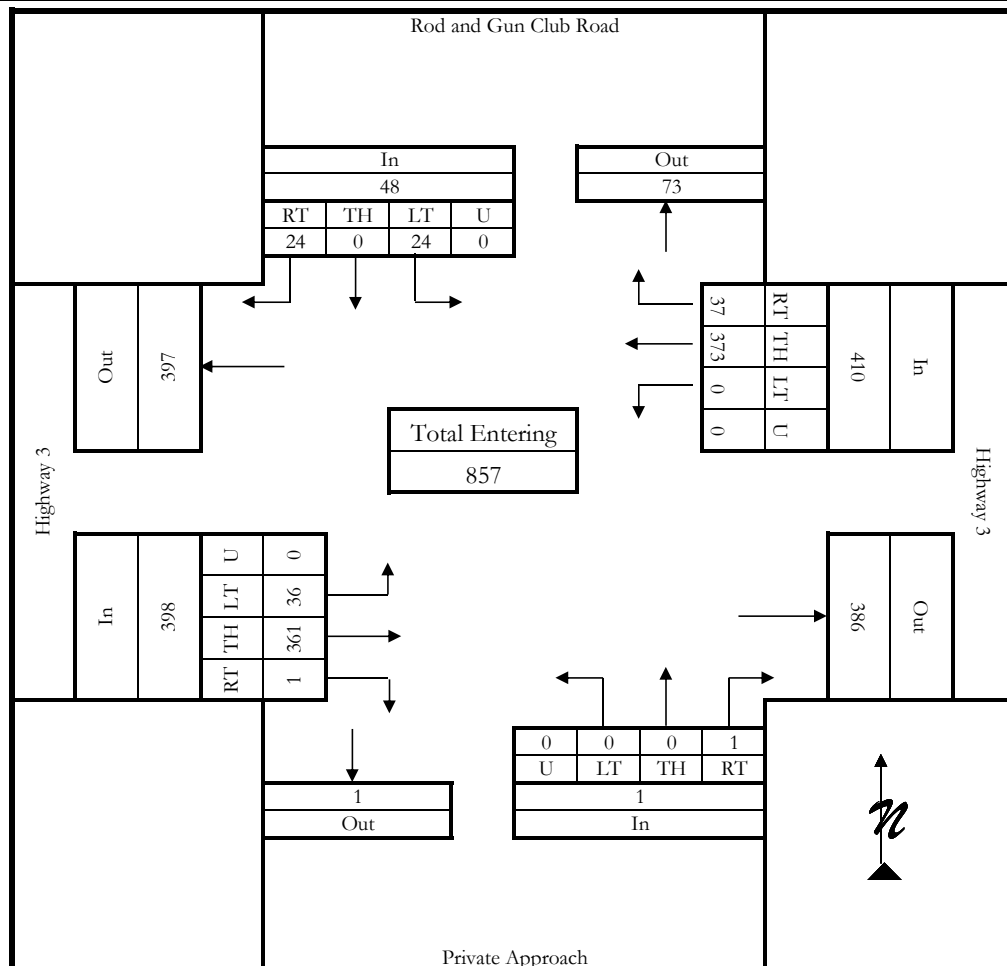 Rod and Gun Club Road
In
48
RT TH LT U
24 0 24 0
Out
73
Out 397
RT 37
TH 373
LT 0
U 0
410 In
Highway 3
Highway 3
Total Entering
857
In 398
U 0
LT 36
TH 361
RT 1
386 Out
0 0 0 1
U LT TH RT
1
In
1
Out
N
Private Approach